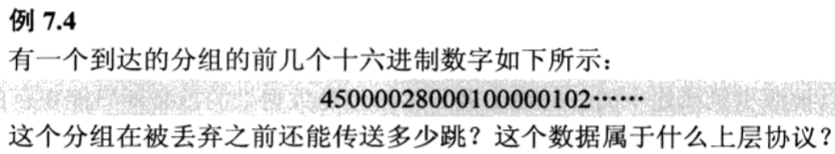 例 7.4
有一个到达的分组的前几个十六进制数字如下所示：
45000028000100000102……
这个分组在被丢弃之前还能传送多少跳？这个数据属于什么上层协议？